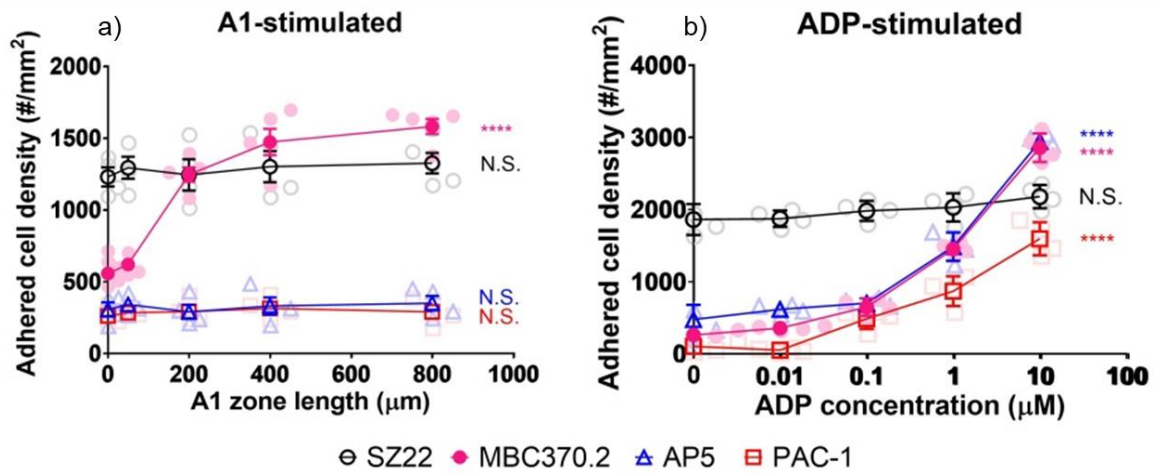 a) A1-stimulated
Adhered cell density (#/mm²)
2000
1500
1000
500
0
****
N.S.
N.S.
N.S.
0 200 400 600 800 1000
A1 zone length (μm)
b) ADP-stimulated
Adhered cell density (#/mm²)
4000
3000
2000
1000
0
****
****
N.S.
****
0 0.01 0.1 1 10 100
ADP concentration (μM)
SZ22 MBC370.2 AP5 PAC-1